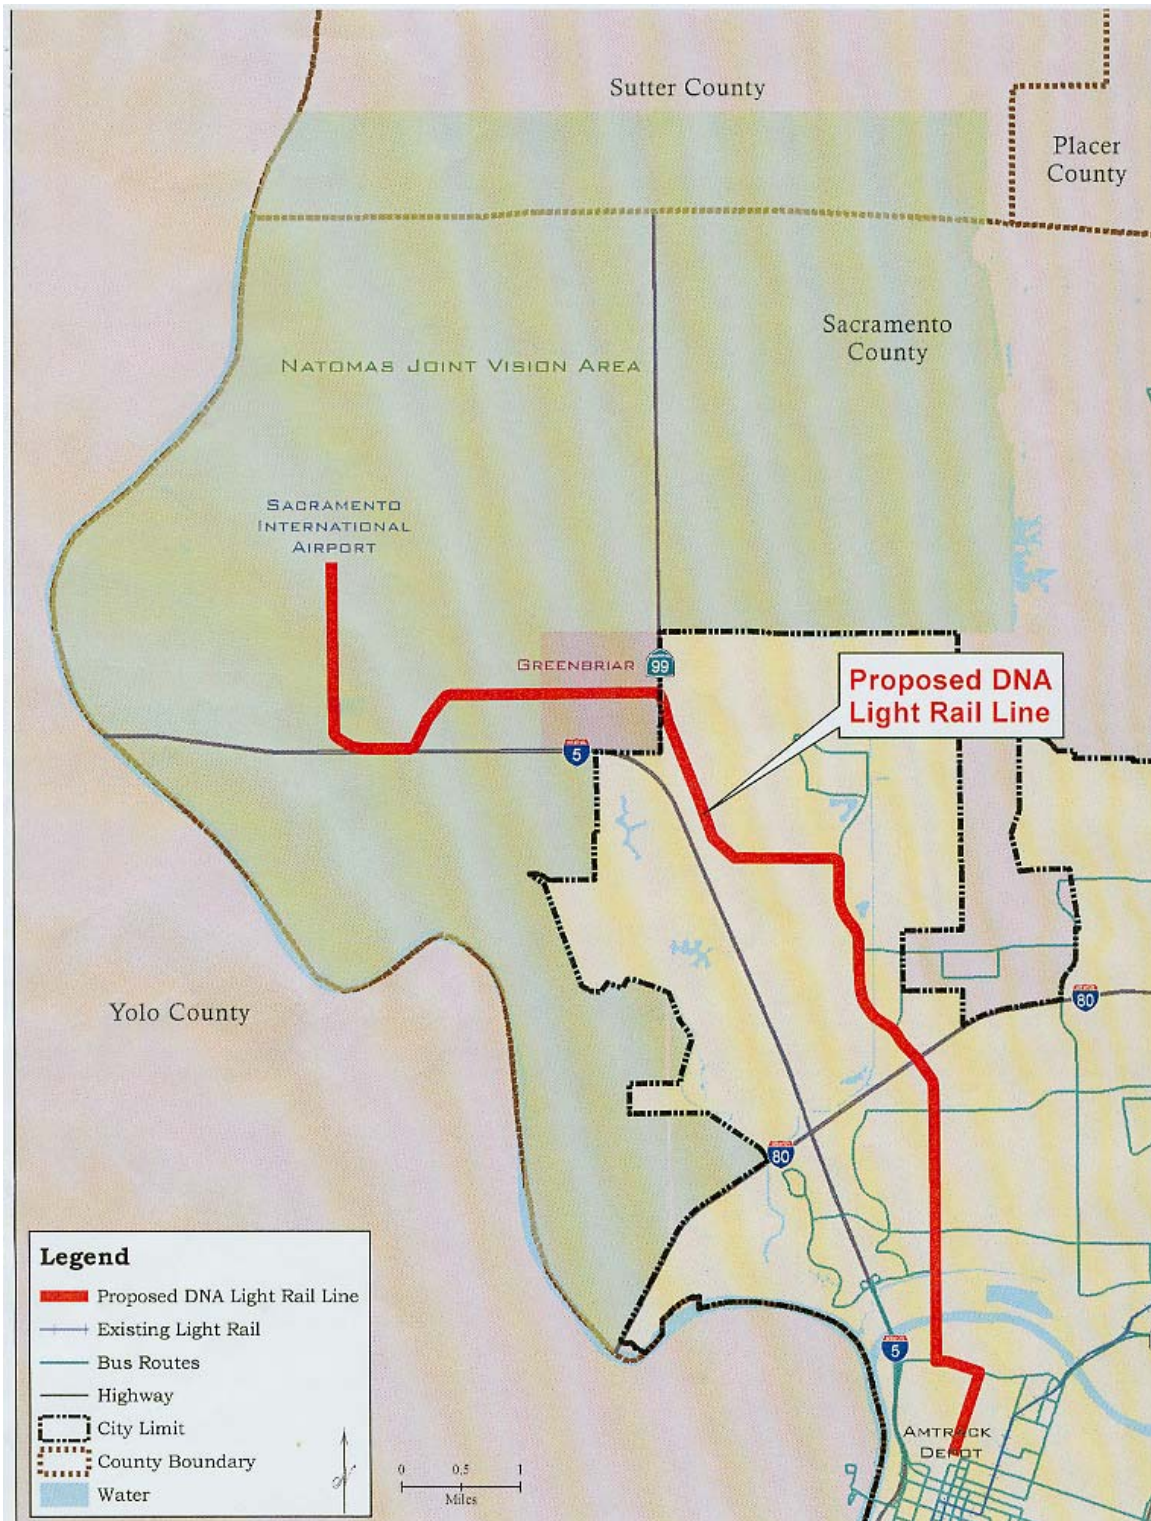 Sutter County
Placer
County
Sacramento
County
NATOMAS JOINT VISION AREA
SACRAMENTO
INTERNATIONAL
AIRPORT
GREENBRIAR
99
Proposed DNA
Light Rail Line
5
80
Yolo County
80
5
AMTRACK
DEPOT
Legend
Proposed DNA Light Rail Line
Existing Light Rail
Bus Routes
Highway
City Limit
County Boundary
Water
N
0 0.5 1
Miles